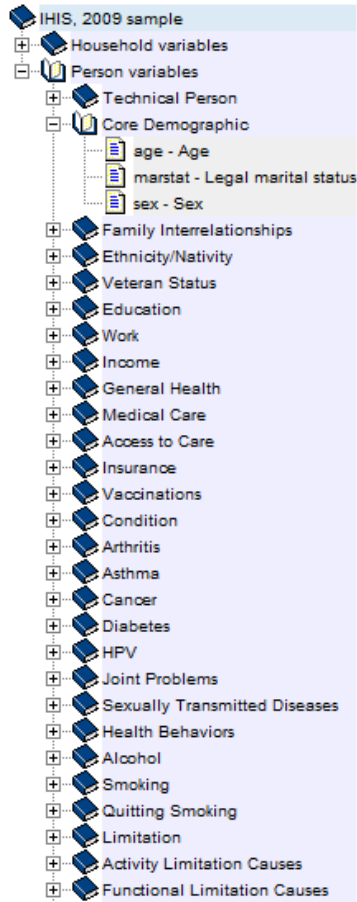 IHIS, 2009 sample
Household variables
Person variables
Technical Person
Core Demographic
age - Age
marstat - Legal marital status
sex - Sex
Family Interrelationships
Ethnicity/Nativity
Veteran Status
Education
Work
Income
General Health
Medical Care
Access to Care
Insurance
Vaccinations
Condition
Arthritis
Asthma
Cancer
Diabetes
HPV
Joint Problems
Sexually Transmitted Diseases
Health Behaviors
Alcohol
Smoking
Quitting Smoking
Limitation
Activity Limitation Causes
Functional Limitation Causes